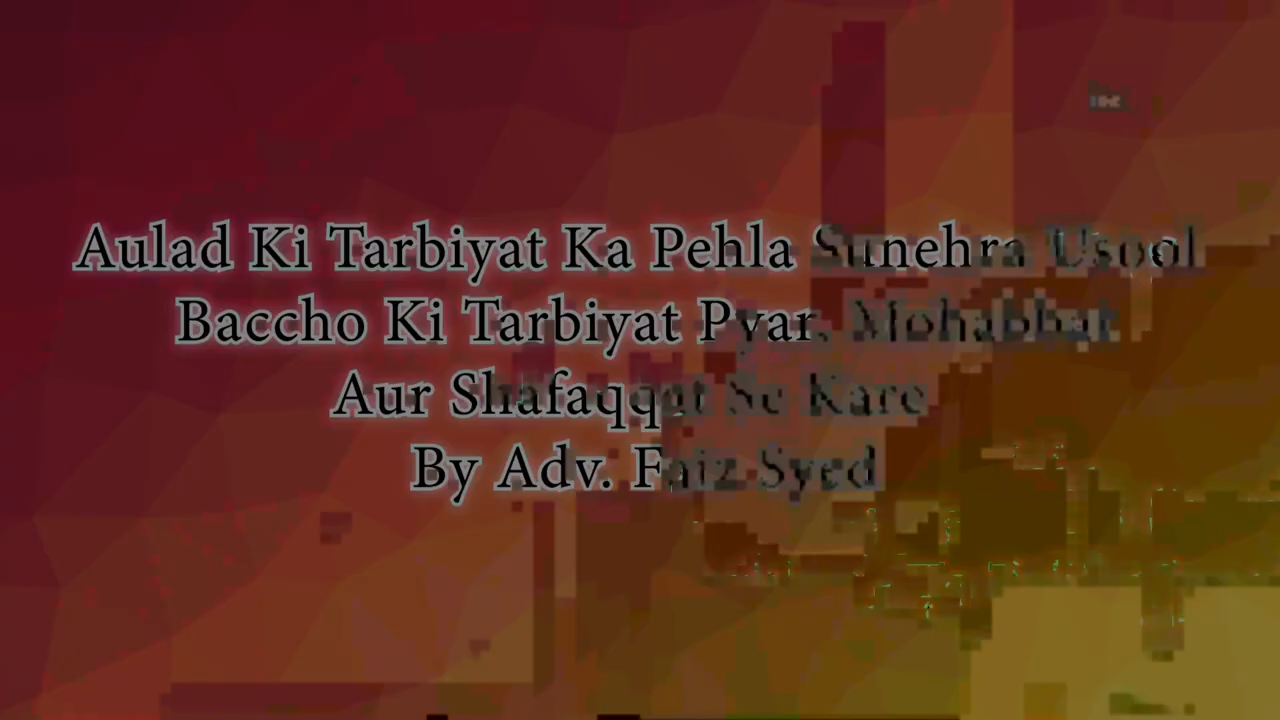 Aulad Ki Tarbiyat Ka Pehla Sunehra Usool
Baccho Ki Tarbiyat Pyar, Mohabbat
Aur Shafaqqat Se Kare
By Adv. Faiz Syed